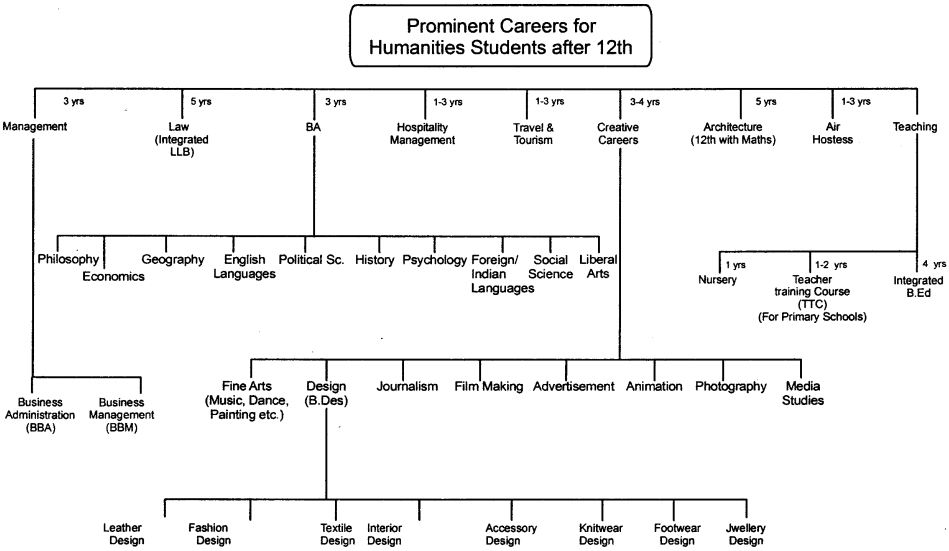 Prominent Careers for
Humanities Students after 12th
3 yrs
5 yrs
3 yrs
1-3 yrs
1-3 yrs
3-4 yrs
5 yrs
1-3 yrs
Management
Law
(Integrated
LLB)
BA
Hospitality
Management
Travel &
Tourism
Creative
Careers
Architecture
(12th with Maths)
Air
Hostess
Teaching
Philosophy
Economics
Geography
English
Languages
Political Sc.
History
Psychology
Foreign/
Indian
Languages
Social
Science
Liberal
Arts
1 yrs
Nursery
1-2 yrs
Teacher
training Course
(TTC)
(For Primary Schools)
4 yrs
Integrated
B.Ed
Business
Administration
(BBA)
Business
Management
(BBM)
Fine Arts
(Music, Dance,
Painting etc.)
Design
(B.Des)
Journalism
Film Making
Advertisement
Animation
Photography
Media
Studies
Leather
Design
Fashion
Design
Textile
Design
Interior
Design
Accessory
Design
Knitwear
Design
Footwear
Design
Jwellery
Design